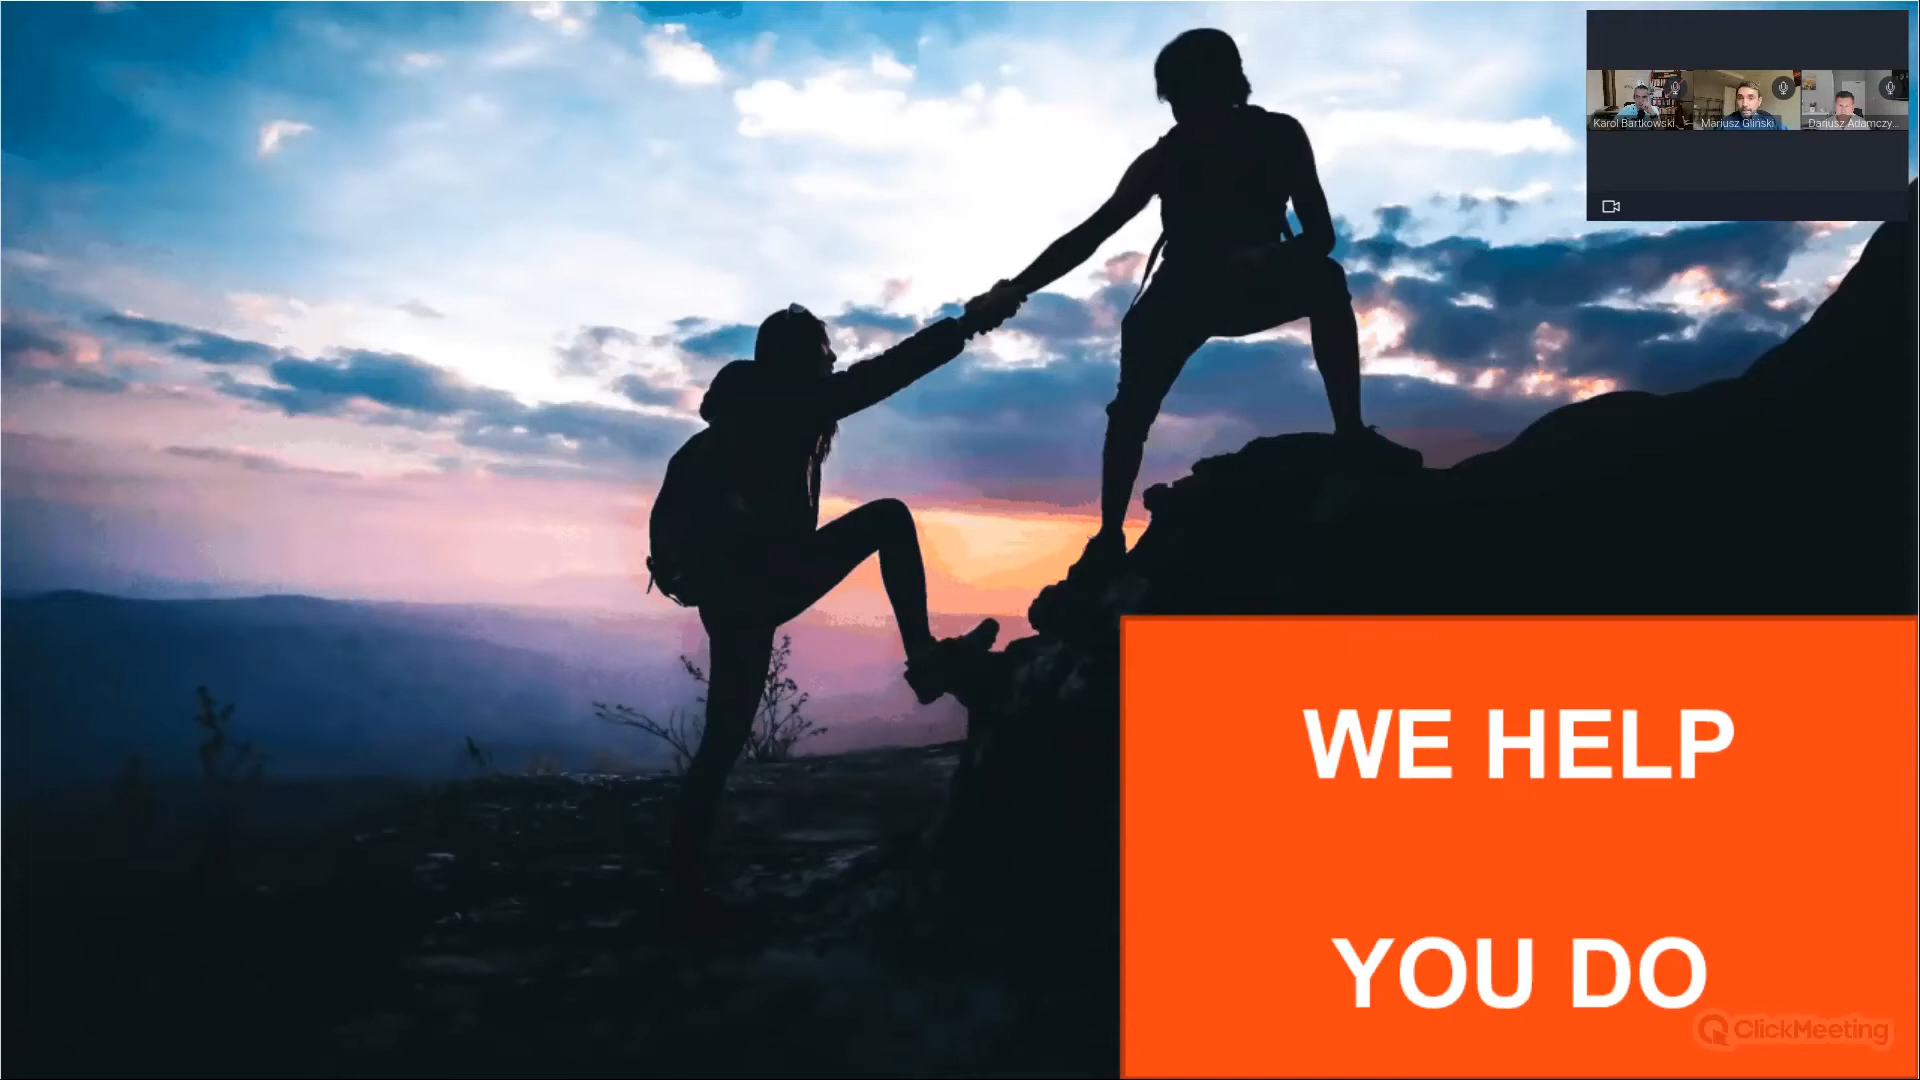 Karol Bartkowski
Mariusz Gliński
Dariusz Adamczy...
WE HELP
YOU DO
ClickMeeting